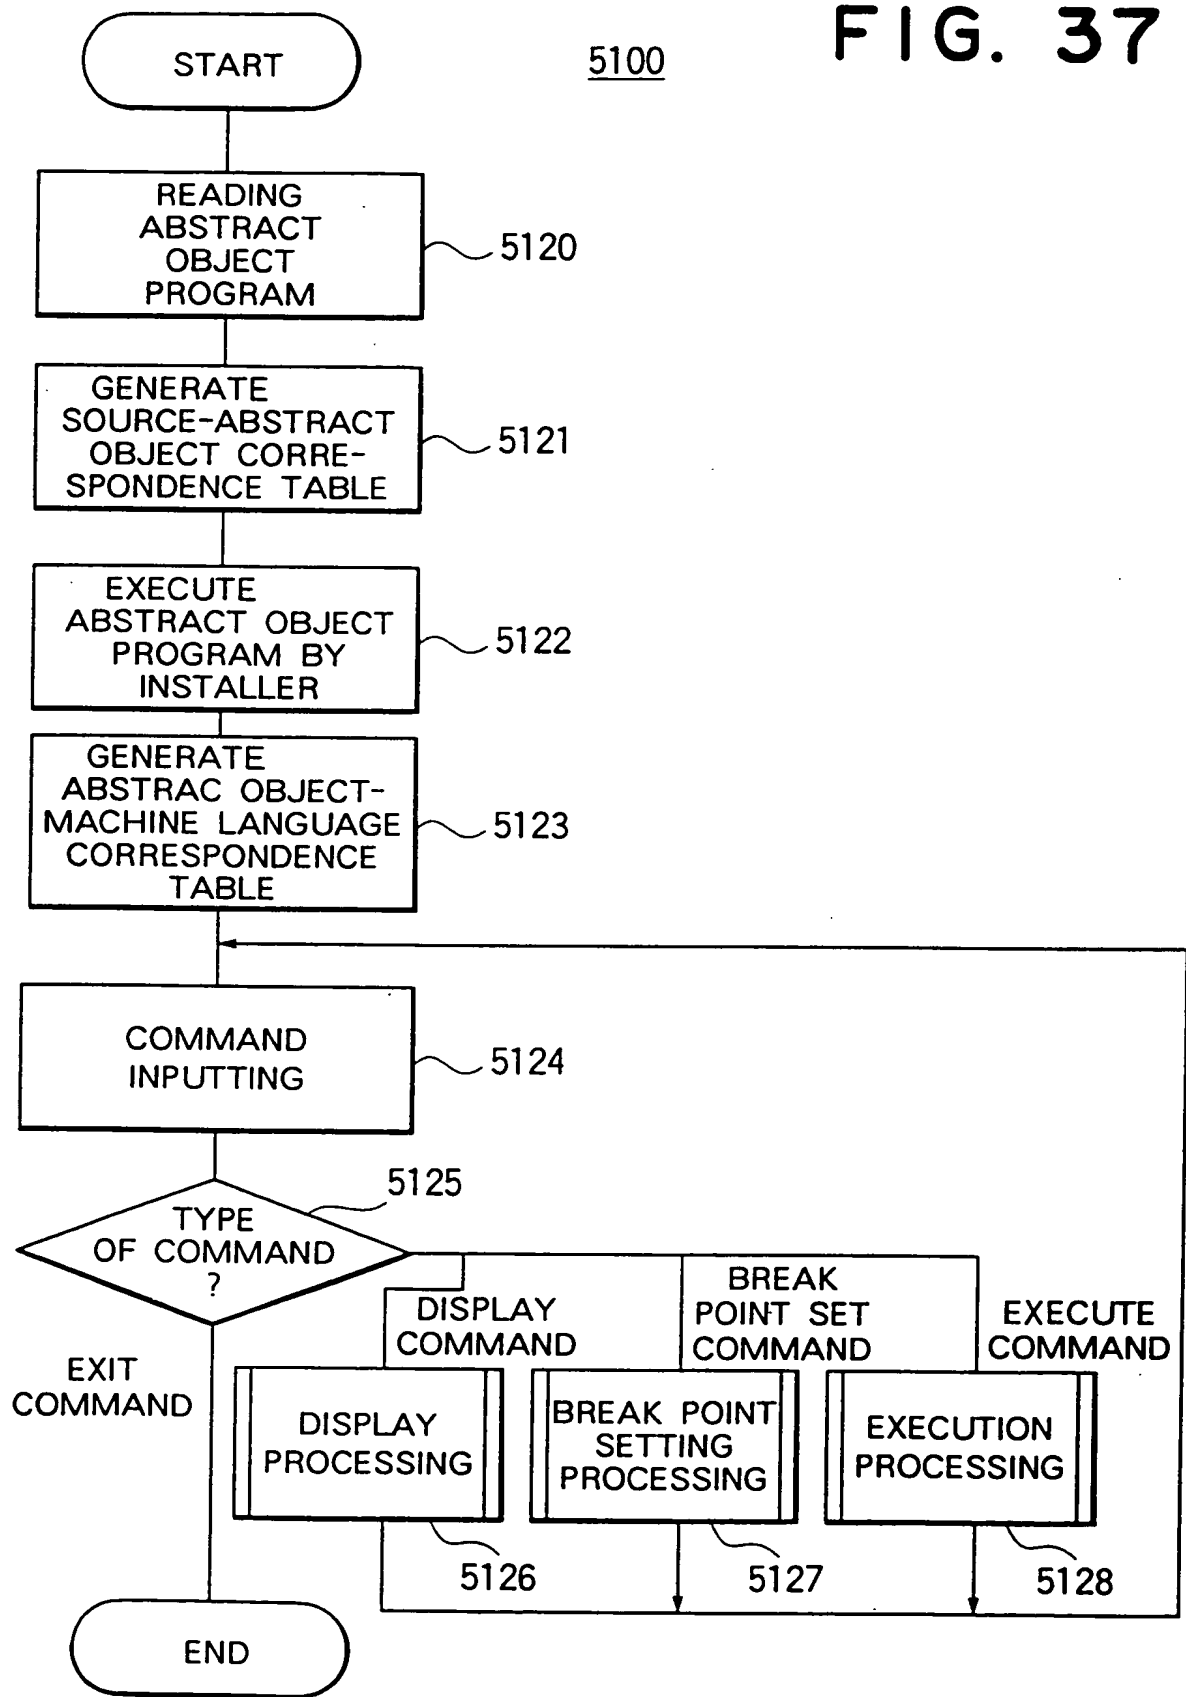 FIG. 37
5100
START
READING
ABSTRACT
OBJECT
PROGRAM
5120
GENERATE
SOURCE-ABSTRACT
OBJECT CORRE-
SPONDENCE TABLE
5121
EXECUTE
ABSTRACT OBJECT
PROGRAM BY
INSTALLER
5122
GENERATE
ABSTRAC OBJECT-
MACHINE LANGUAGE
CORRESPONDENCE
TABLE
5123
COMMAND
INPUTTING
5124
TYPE
OF COMMAND
?
5125
EXIT
COMMAND
DISPLAY
COMMAND
BREAK
POINT SET
COMMAND
EXECUTE
COMMAND
DISPLAY
PROCESSING
5126
BREAK POINT
SETTING
PROCESSING
5127
EXECUTION
PROCESSING
5128
END